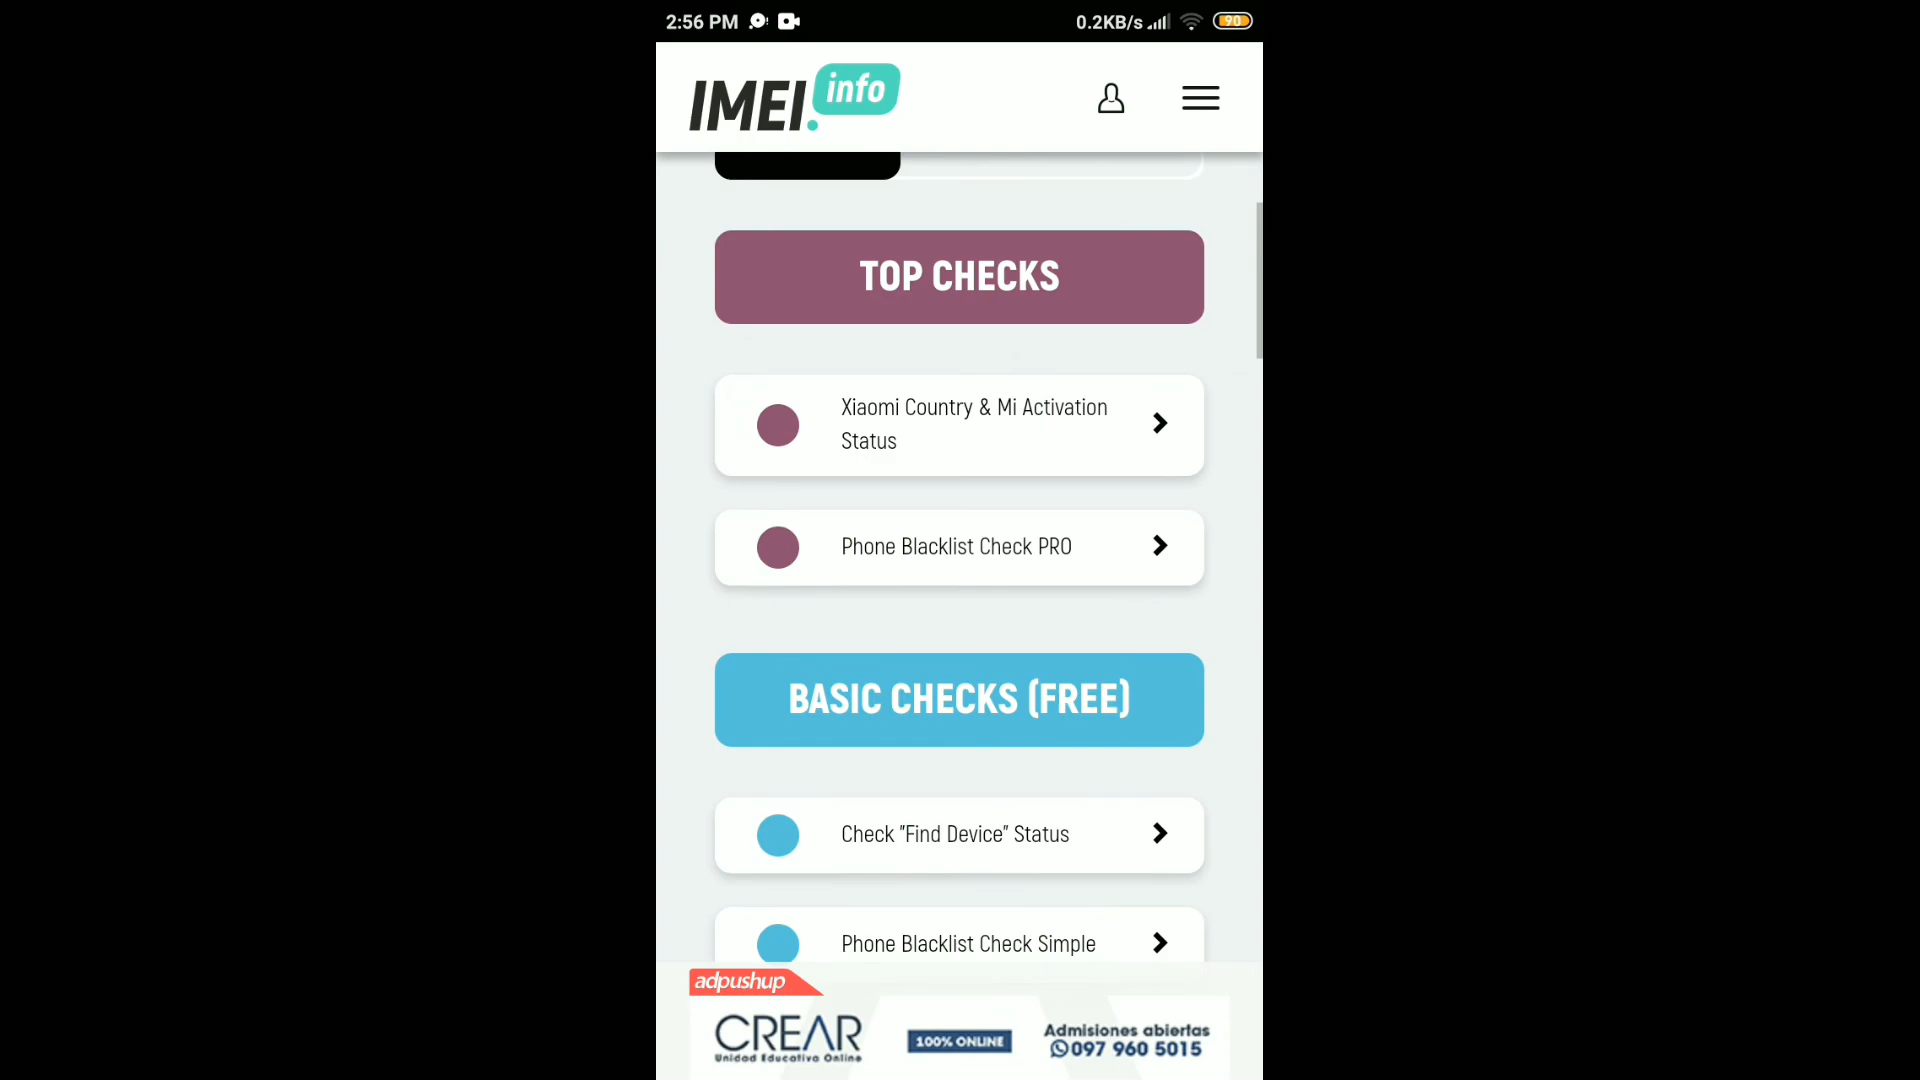 2:56 PM
0.2KB/s
90
IMEI.info
TOP CHECKS
Xiaomi Country & Mi Activation
Status
Phone Blacklist Check PRO
BASIC CHECKS (FREE)
Check "Find Device" Status
Phone Blacklist Check Simple
adpushup
CREAR
Unidad Educativa Online
100% ONLINE
Admisiones abiertas
097 960 5015